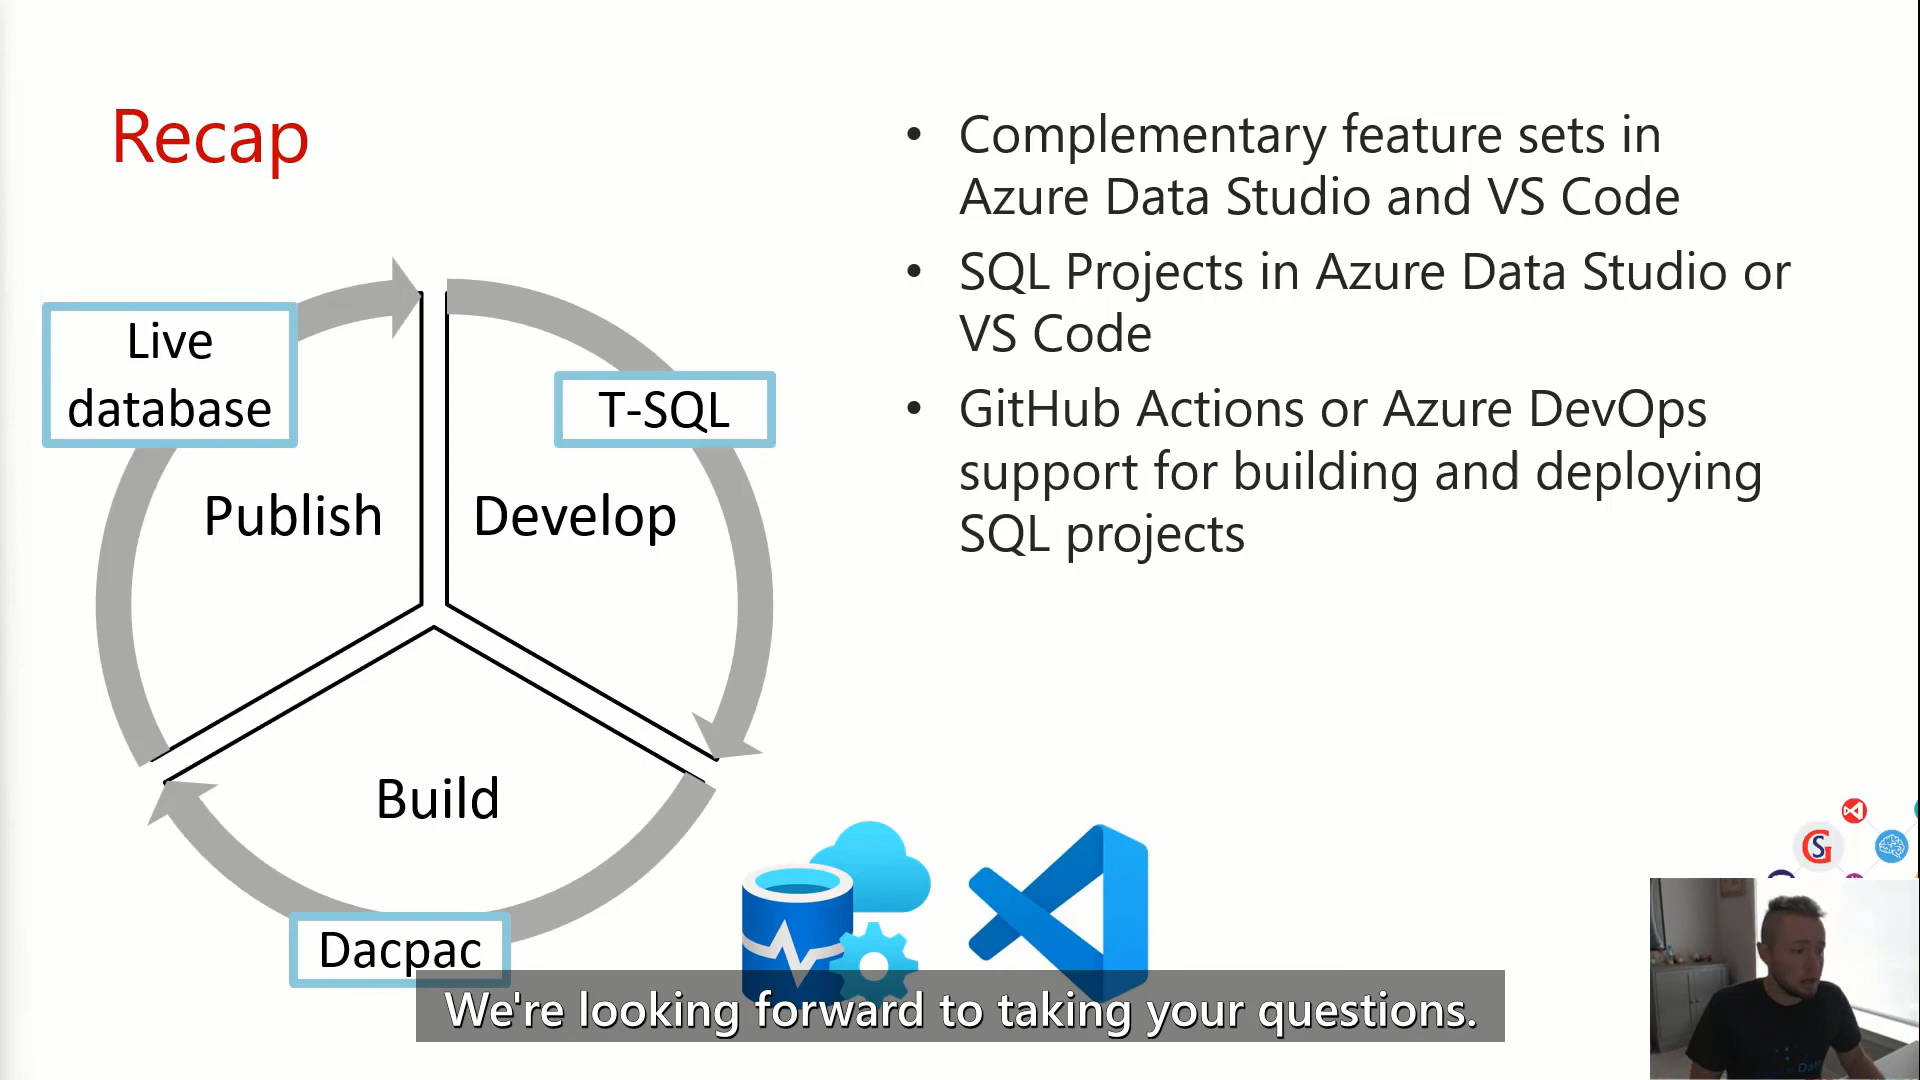 Recap
Live
database
T-SQL
Publish
Develop
Build
Dacpac
• Complementary feature sets in
Azure Data Studio and VS Code
• SQL Projects in Azure Data Studio or
VS Code
• GitHub Actions or Azure DevOps
support for building and deploying
SQL projects
We're looking forward to taking your questions.